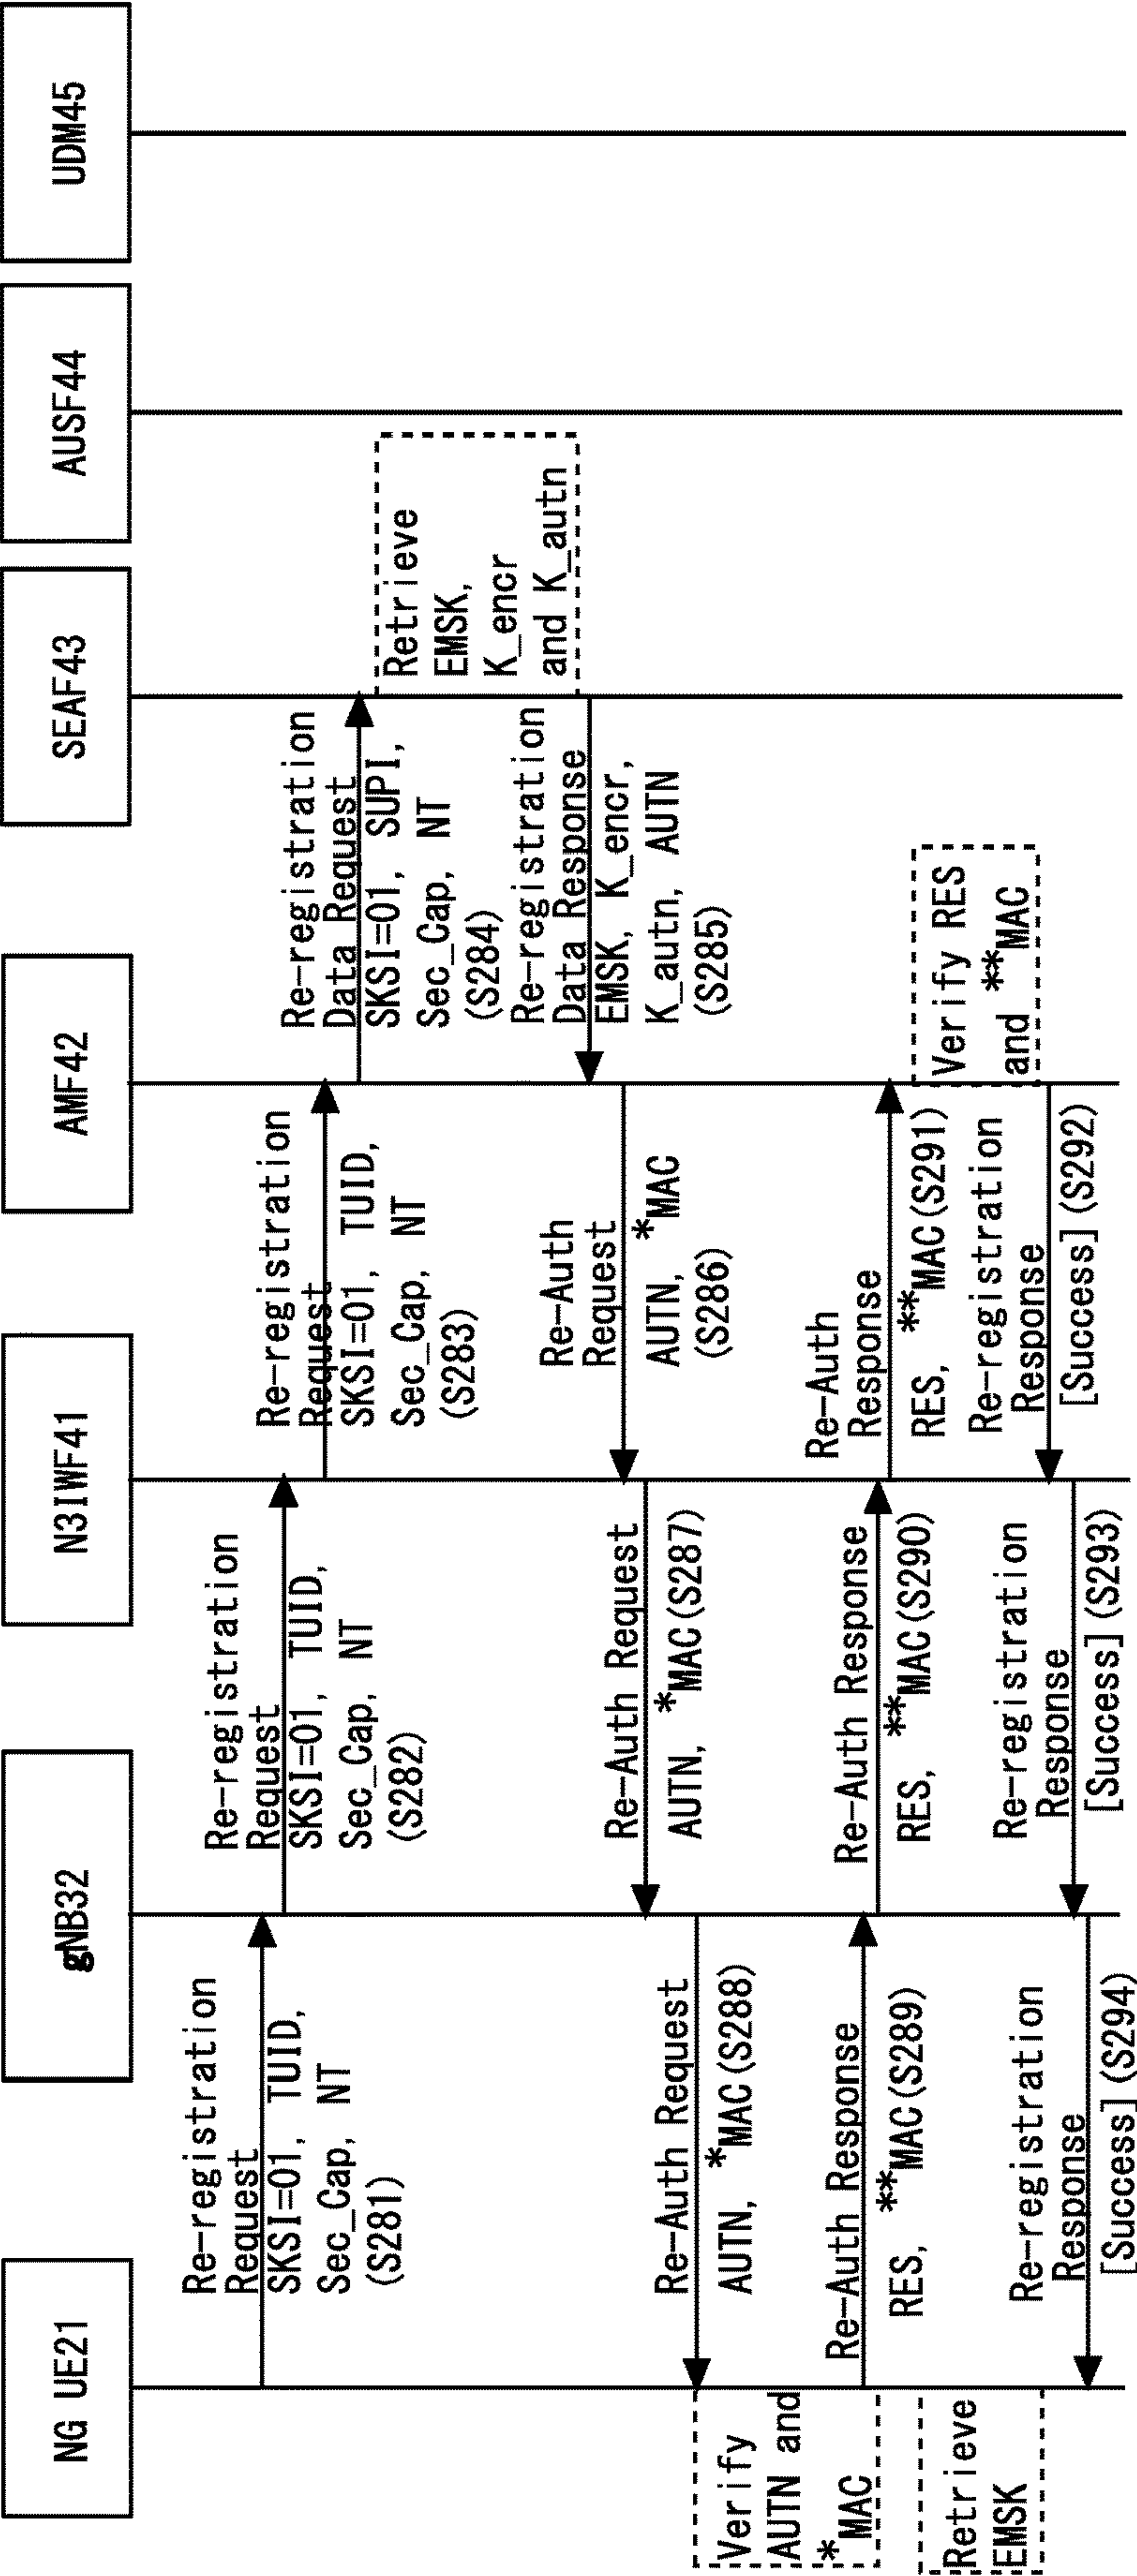 NG UE21
gNB32
N3IWF41
AMF42
SEAF43
AUSF44
UDM45
Re-registration
Request
SKSI=01, TUID,
Sec_Cap, NT
(S281)
Re-registration
Request
SKSI=01, TUID,
Sec_Cap, NT
(S282)
Re-registration
Request
SKSI=01, TUID,
Sec_Cap, NT
(S283)
Re-registration
Data Request
SKSI=01, SUPI,
Sec_Cap, NT
(S284)
Retrieve
EMSK,
K_encr
and K_autn
Re-registration
Data Response
EMSK, K_encr,
K_autn, AUTN
(S285)
Re-Auth
Request
AUTN, *MAC
(S286)
Re-Auth Request
AUTN, *MAC(S287)
Re-Auth Request
AUTN, *MAC(S288)
Verify
AUTN and
*MAC
Re-Auth Response
RES, **MAC(S289)
Re-Auth Response
RES, **MAC(S290)
Re-Auth
Response
RES, **MAC(S291)
Verify RES
and **MAC
Retrieve
EMSK
Re-registration
Response
[Success](S292)
Re-registration
Response
[Success](S293)
Re-registration
Response
[Success](S294)